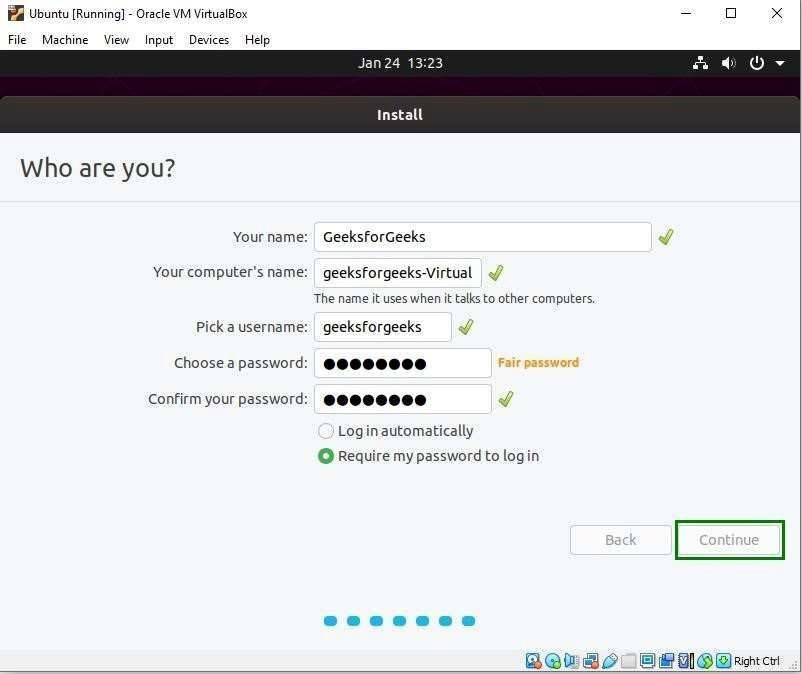 Ubuntu [Running] - Oracle VM VirtualBox
File Machine View Input Devices Help
Jan 24 13:23
Install
Who are you?
Your name: GeeksforGeeks
Your computer's name: geeksforgeeks-Virtual
The name it uses when it talks to other computers.
Pick a username: geeksforgeeks
Choose a password: ●●●●●●●● Fair password
Confirm your password: ●●●●●●●●
Log in automatically
Require my password to log in
Back Continue
Right Ctrl